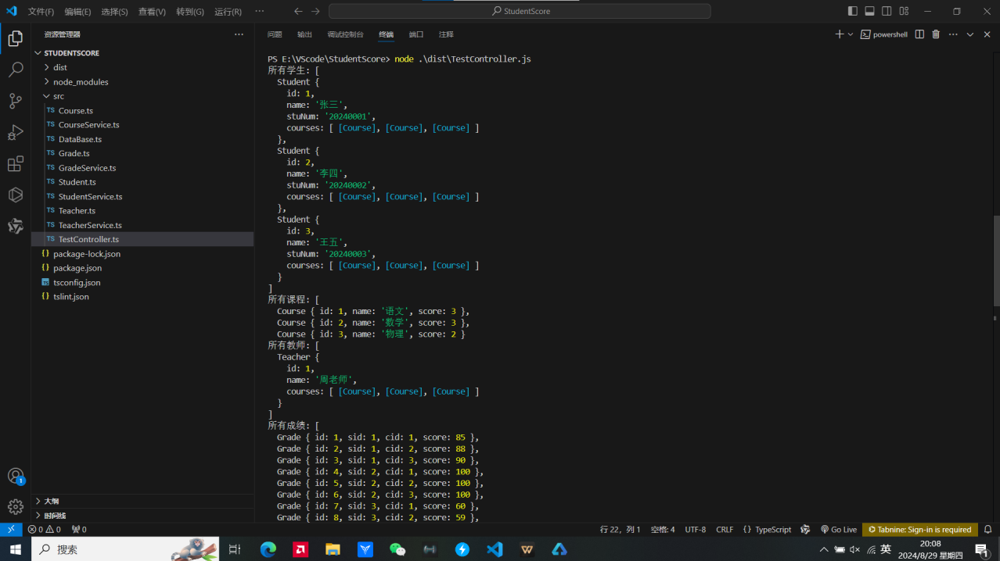 文件(F) 编辑(E) 选择(S) 查看(V) 转到(G) 运行(R) ··· StudentScore
资源管理器 ···
STUDENTSCORE
dist
node_modules
src
TS Course.ts
TS CourseService.ts
TS DataBase.ts
TS Grade.ts
TS GradeService.ts
TS Student.ts
TS StudentService.ts
TS Teacher.ts
TS TeacherService.ts
TS TestController.ts
{} package-lock.json
{} package.json
tsconfig.json
{} tslint.json
大纲
时间线
问题 输出 调试控制台 终端 端口 注释 powershell ···
PS E:\VScode\StudentScore> node .\dist\TestController.js
所有学生: [
Student {
id: 1,
name: '张三',
stuNum: '20240001',
courses: [ [Course], [Course], [Course] ]
},
Student {
id: 2,
name: '李四',
stuNum: '20240002',
courses: [ [Course], [Course], [Course] ]
},
Student {
id: 3,
name: '王五',
stuNum: '20240003',
courses: [ [Course], [Course], [Course] ]
}
]
所有课程: [
Course { id: 1, name: '语文', score: 3 },
Course { id: 2, name: '数学', score: 3 },
Course { id: 3, name: '物理', score: 2 }
所有教师: [
Teacher {
id: 1,
name: '周老师',
courses: [ [Course], [Course], [Course] ]
}
]
所有成绩: [
Grade { id: 1, sid: 1, cid: 1, score: 85 },
Grade { id: 2, sid: 1, cid: 2, score: 88 },
Grade { id: 3, sid: 1, cid: 3, score: 90 },
Grade { id: 4, sid: 2, cid: 1, score: 100 },
Grade { id: 5, sid: 2, cid: 2, score: 100 },
Grade { id: 6, sid: 2, cid: 3, score: 100 },
Grade { id: 7, sid: 3, cid: 1, score: 60 },
Grade { id: 8, sid: 3, cid: 2, score: 59 },
1
0 0 0 行 22，列 1 空格: 4 UTF-8 CRLF {} TypeScript Go Live Tabnine: Sign-in is required
搜索 英 20:08
2024/8/29 星期四 1